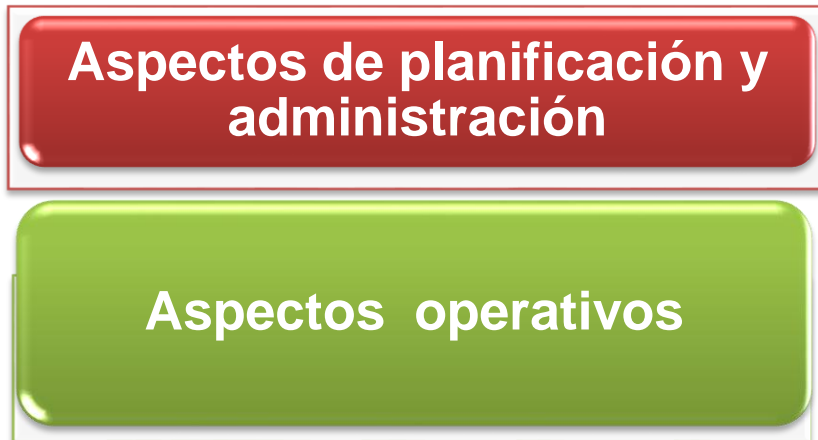 Aspectos de planificación y
administración
Aspectos operativos